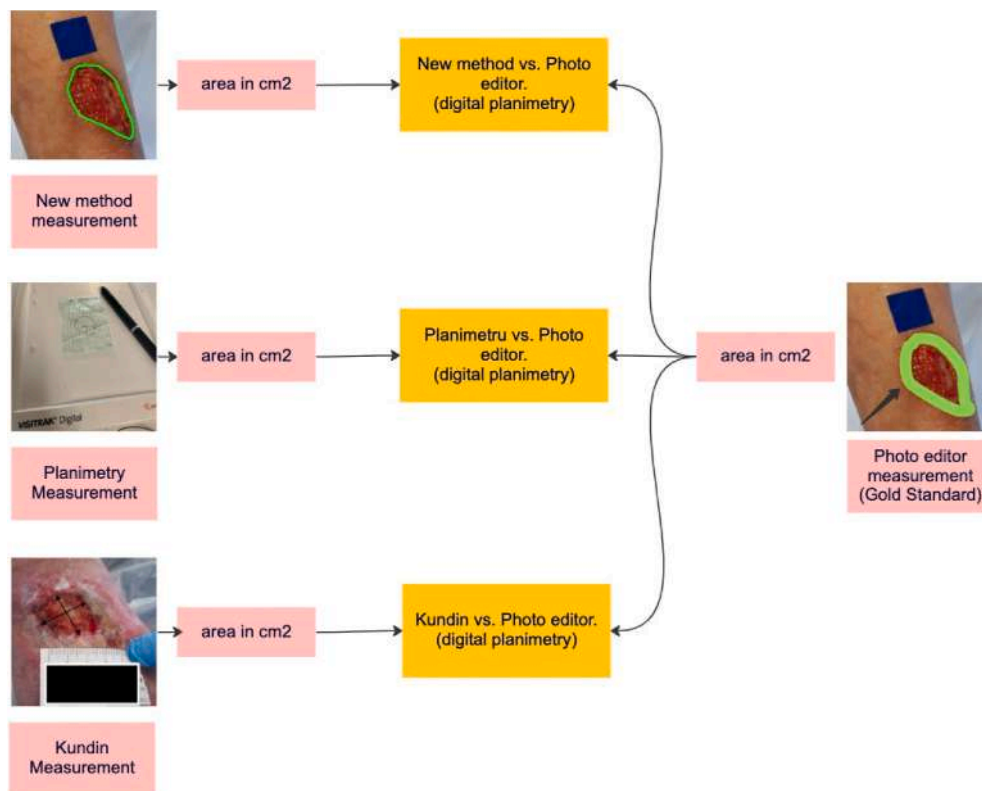 area in cm2
New method vs. Photo
editor.
(digital planimetry)
New method
measurement
VISITRAK Digital
area in cm2
Planimetru vs. Photo
editor.
(digital planimetry)
area in cm2
Photo editor
measurement
(Gold Standard)
Planimetry
Measurement
area in cm2
Kundin vs. Photo editor.
(digital planimetry)
Kundin
Measurement